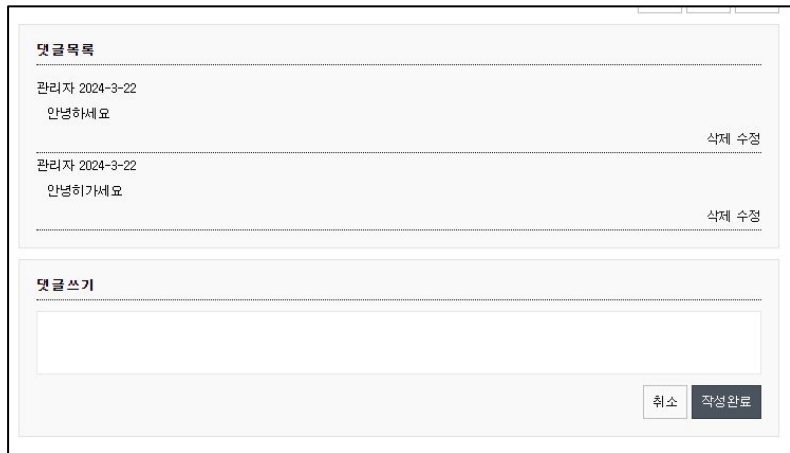 댓글목록
관리자 2024-3-22
안녕하세요
삭제 수정
관리자 2024-3-22
안녕히가세요
삭제 수정
댓글쓰기
취소 작성완료